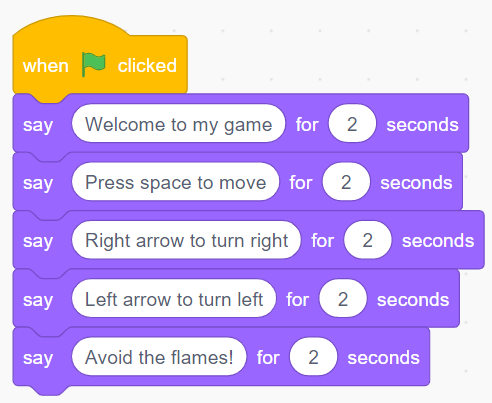 when clicked
say Welcome to my game for 2 seconds
say Press space to move for 2 seconds
say Right arrow to turn right for 2 seconds
say Left arrow to turn left for 2 seconds
say Avoid the flames! for 2 seconds